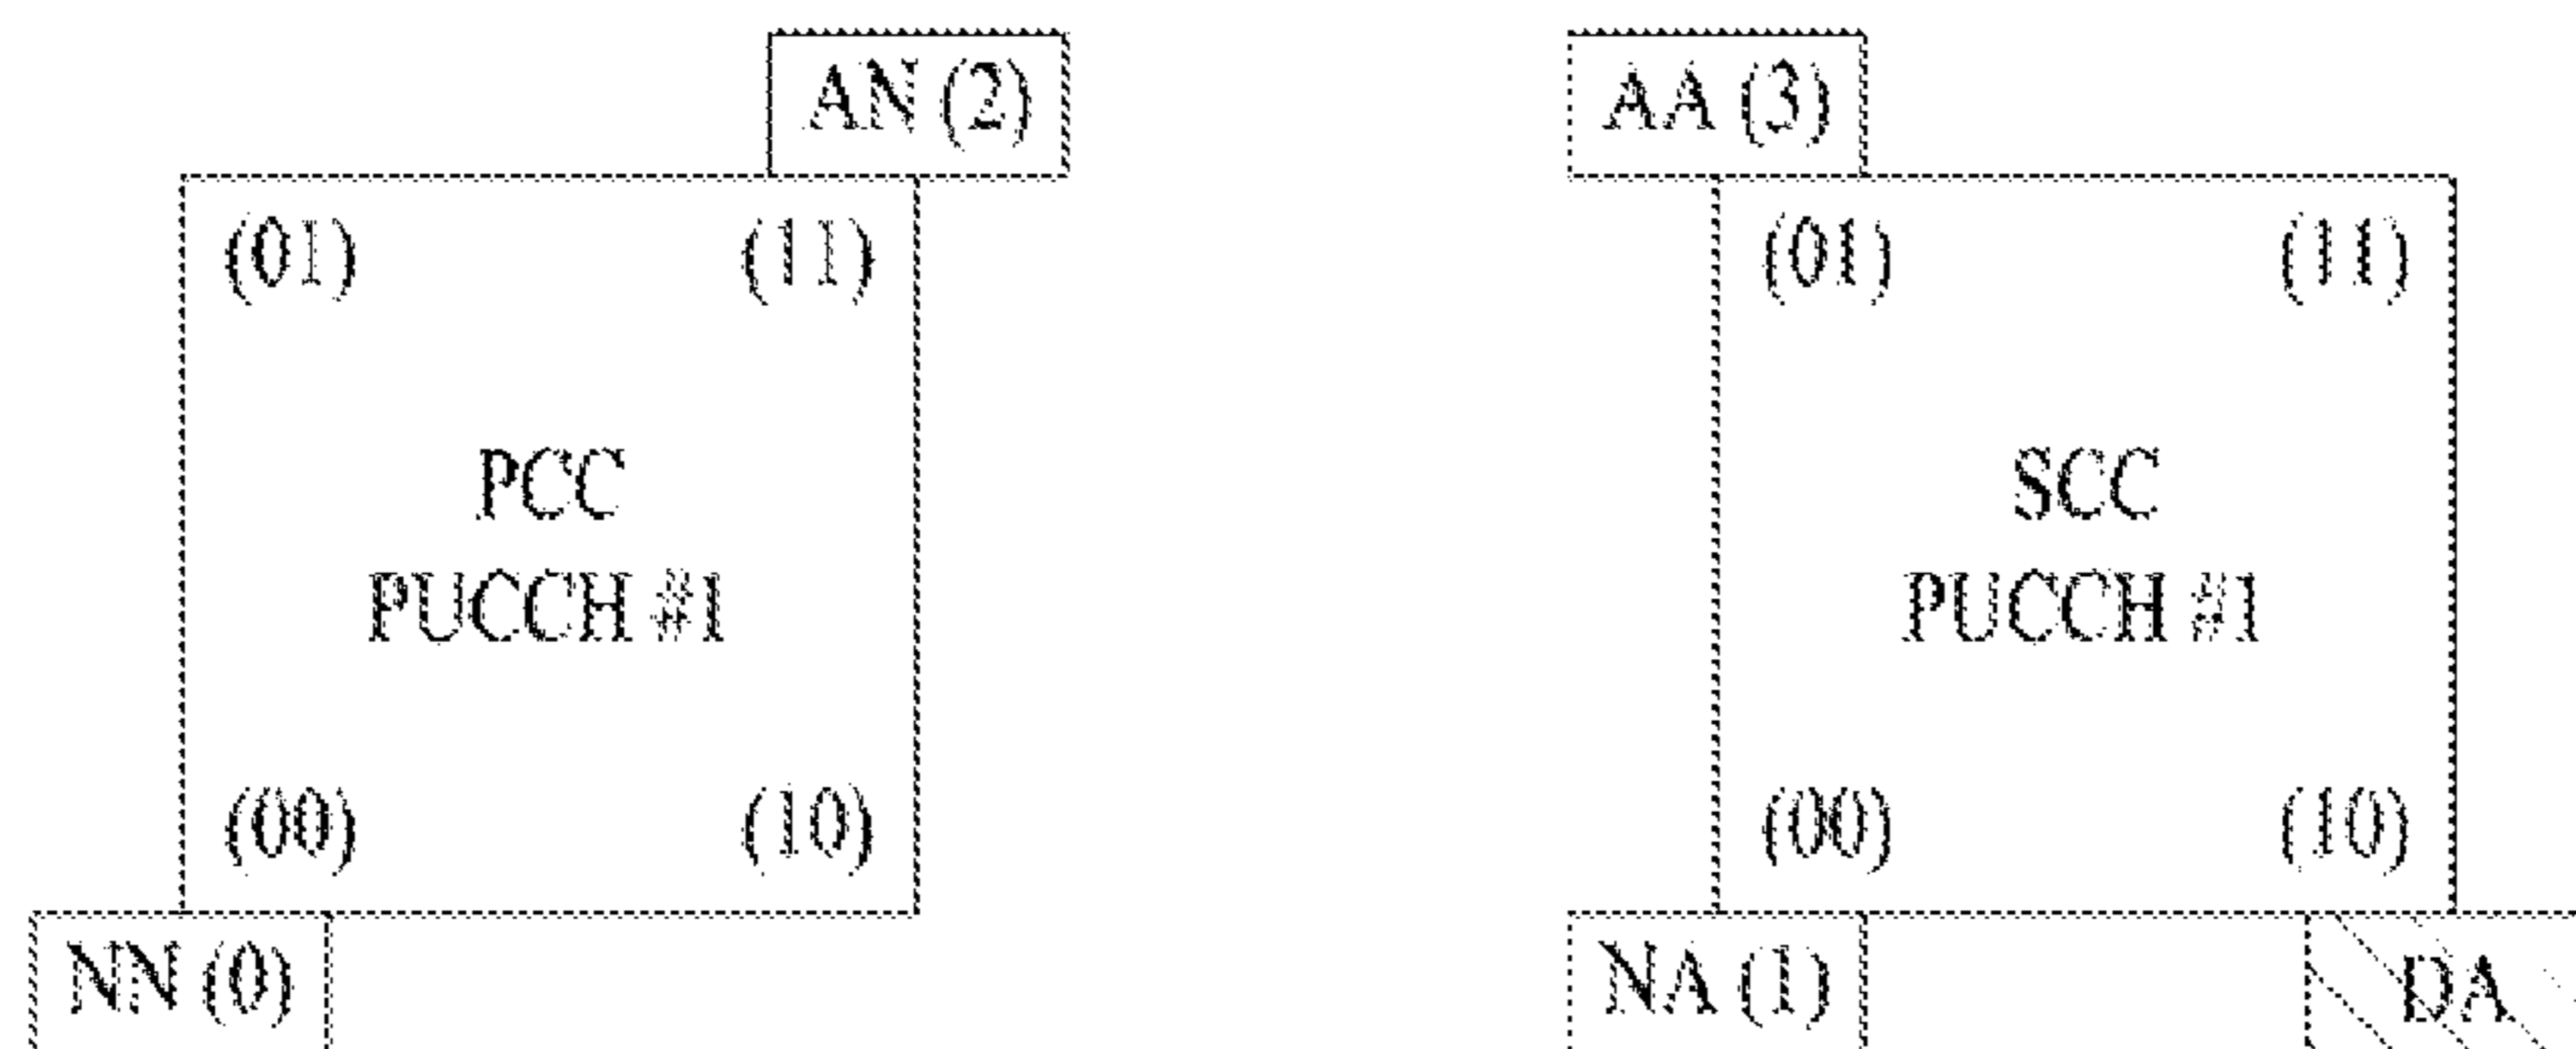 AN (2) AA (3)
(01) (11) (01) (11)
PCC SCC
PUCCH #1 PUCCH #1
(00) (10) (00) (10)
NN (0) NA (1) DA